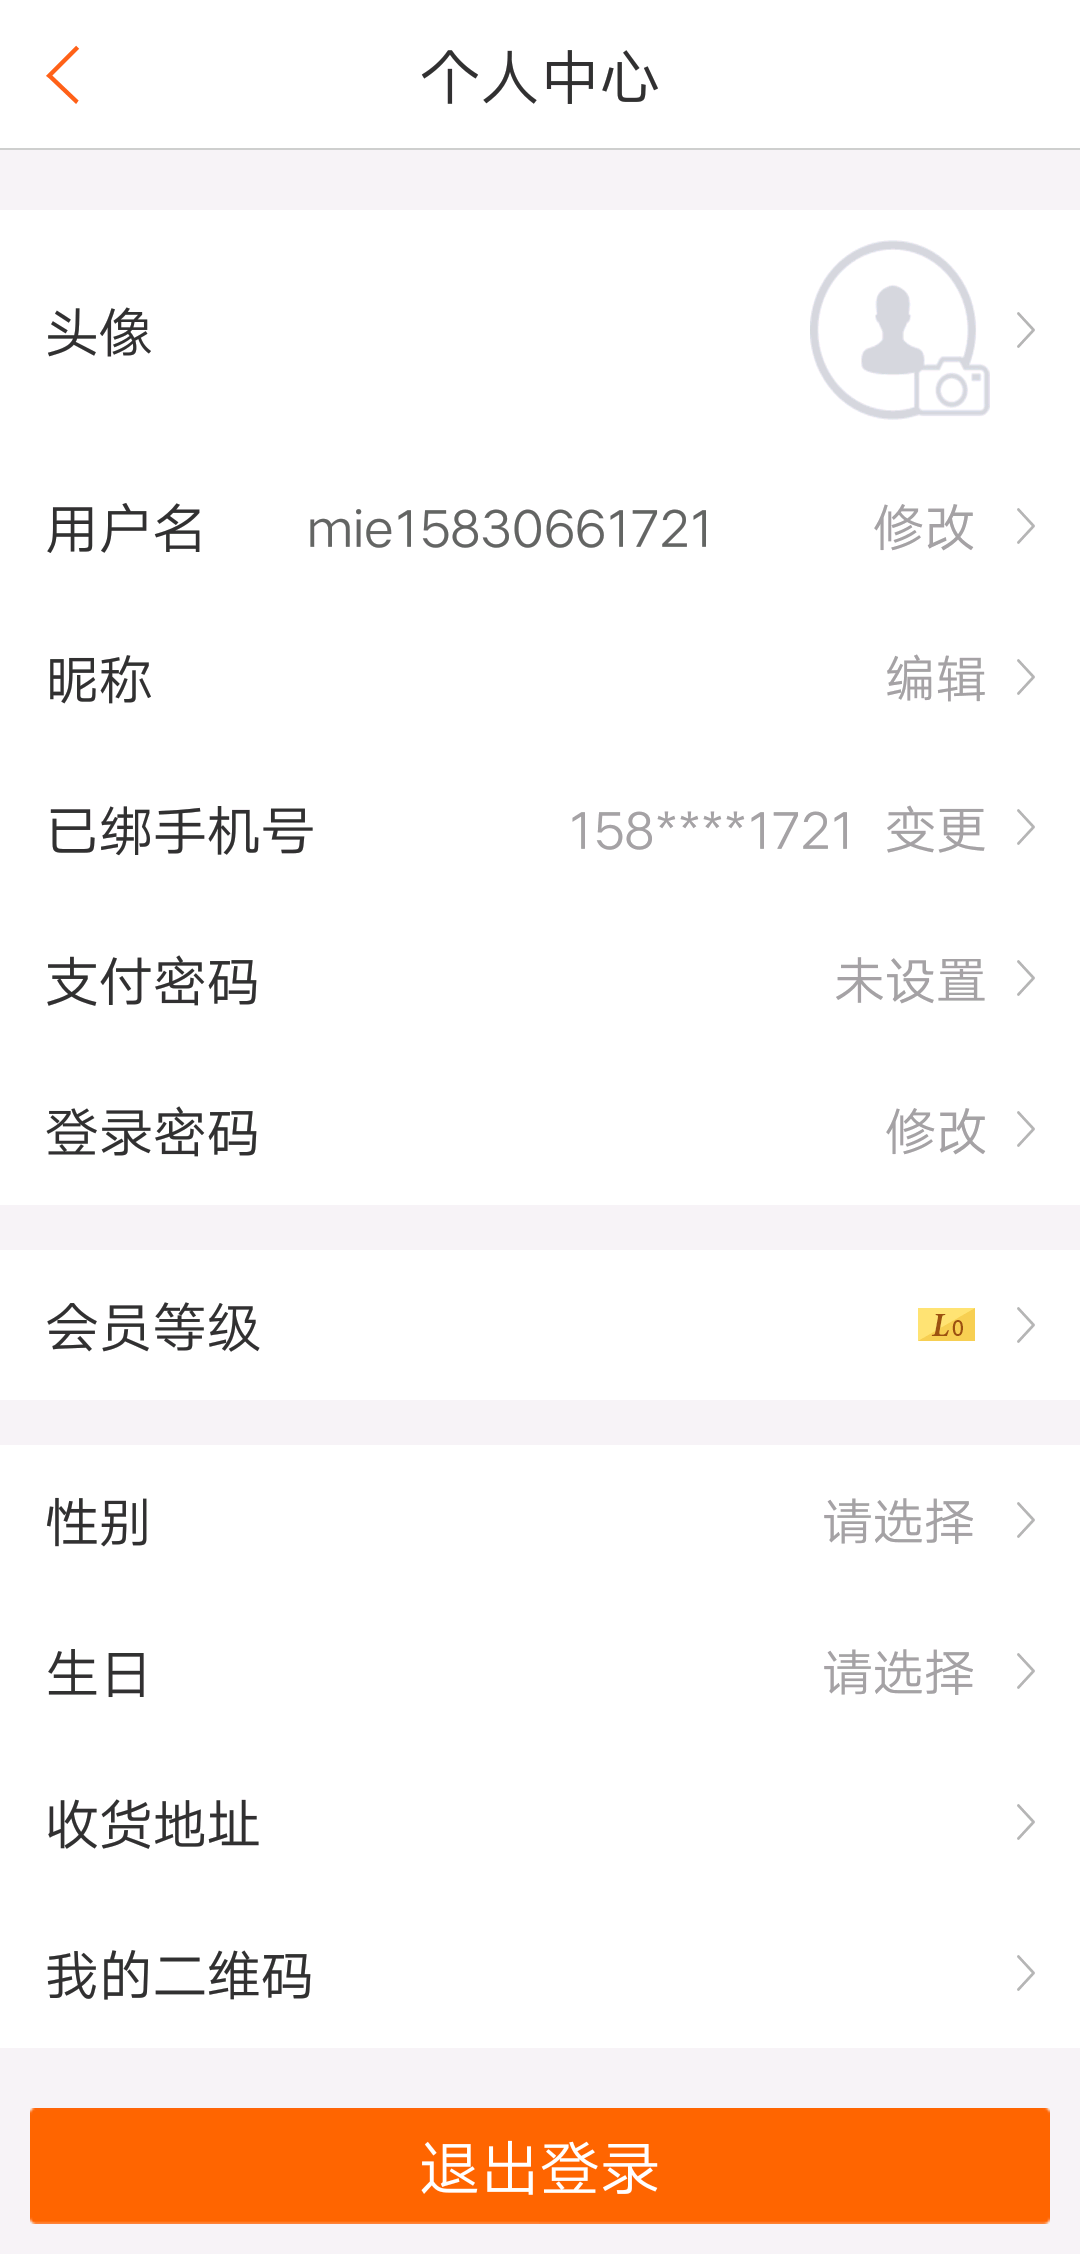 个人中心
头像
用户名 mie15830661721 修改
昵称 编辑
已绑手机号 158****1721 变更
支付密码 未设置
登录密码 修改
会员等级 L0
性别 请选择
生日 请选择
收货地址
我的二维码
退出登录